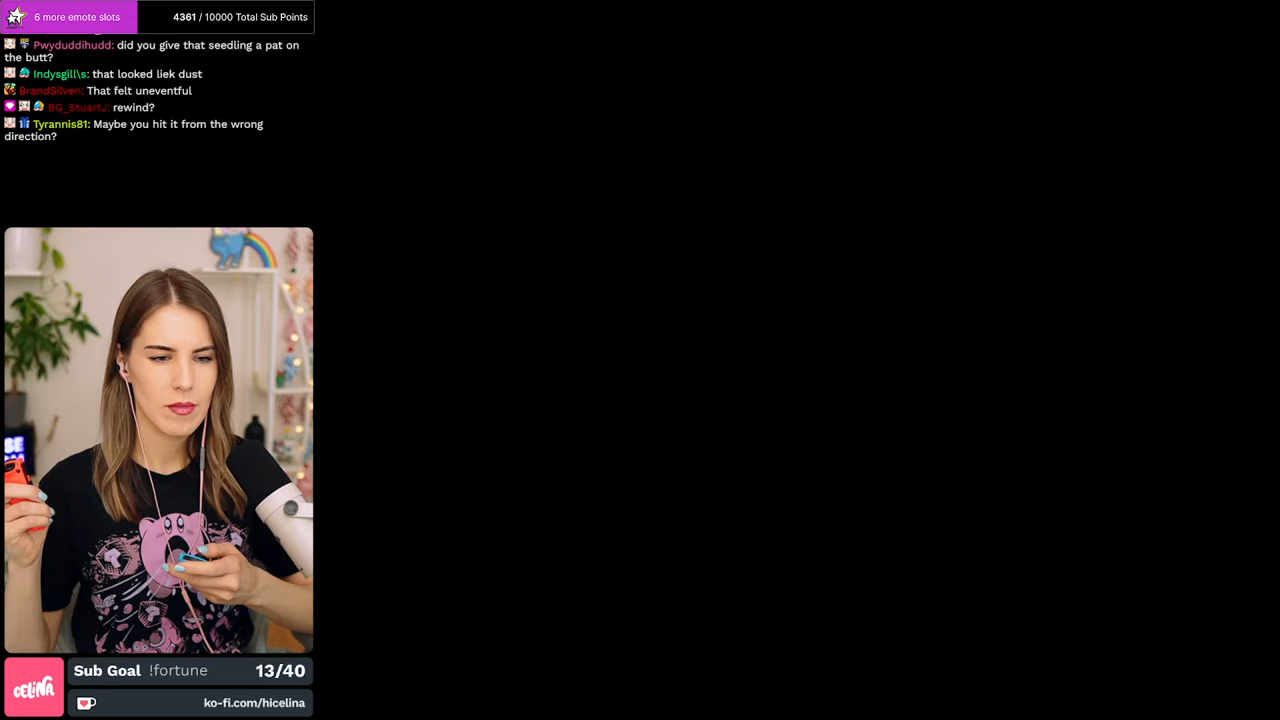 6 more emote slots
4361 / 10000 Total Sub Points
Pwyduddihudd: did you give that seedling a pat on
the butt?
Indysgill\s: that looked liek dust
BrandSilven: That felt uneventful
BG_StuartJ: rewind?
Tyrannis81: Maybe you hit it from the wrong
direction?
Sub Goal !fortune 13/40
CELINA
ko-fi.com/hicelina